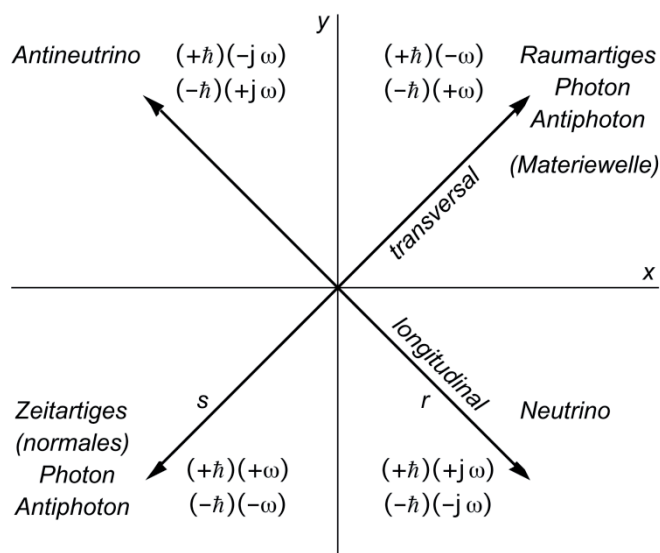 y
Antineutrino
(+ħ)(−j ω)
(−ħ)(+j ω)
(+ħ)(−ω)
(−ħ)(+ω)
Raumartiges
Photon
Antiphoton
(Materiewelle)
transversal
x
longitudinal
s
r
Zeitartiges
(normales)
Photon
Antiphoton
(+ħ)(+ω)
(−ħ)(−ω)
(+ħ)(+j ω)
(−ħ)(−j ω)
Neutrino